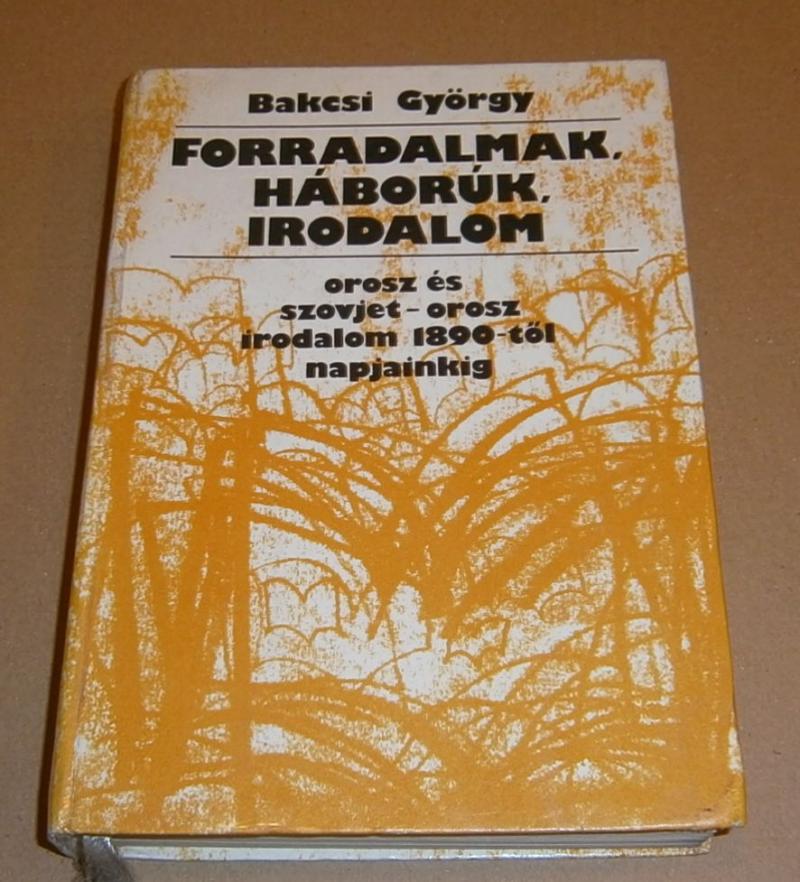 Bakcsi György
FORRADALMAK,
HÁBORÚK,
IRODALOM
orosz és
szovjet-orosz
irodalom 1890-től
napjainkig